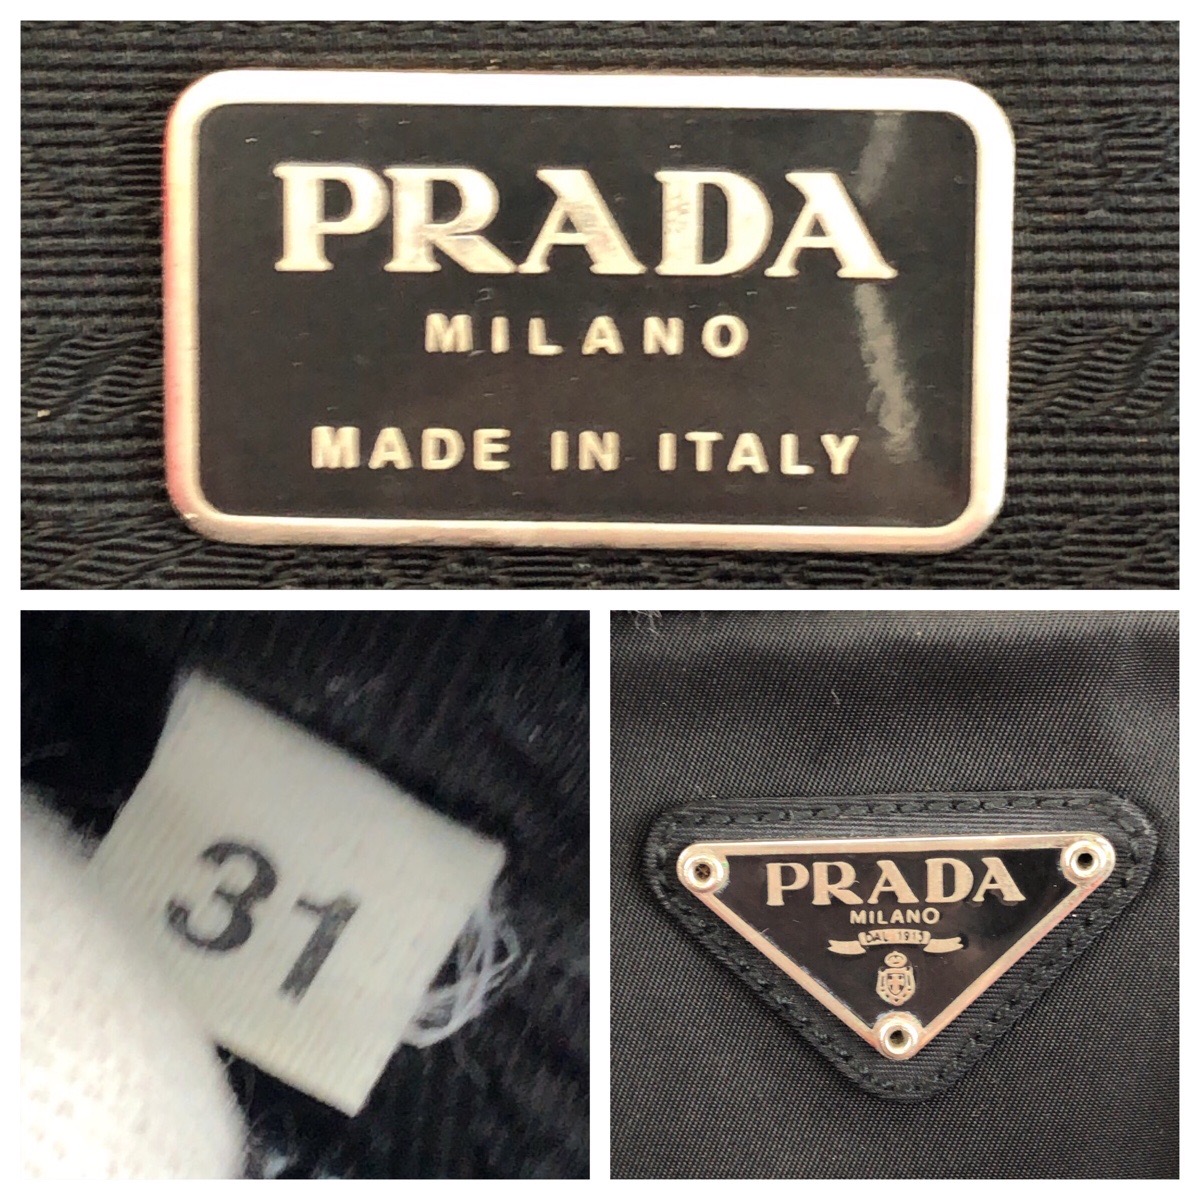 PRADA
MILANO
MADE IN ITALY
31
PRADA
MILANO
DAL 1913